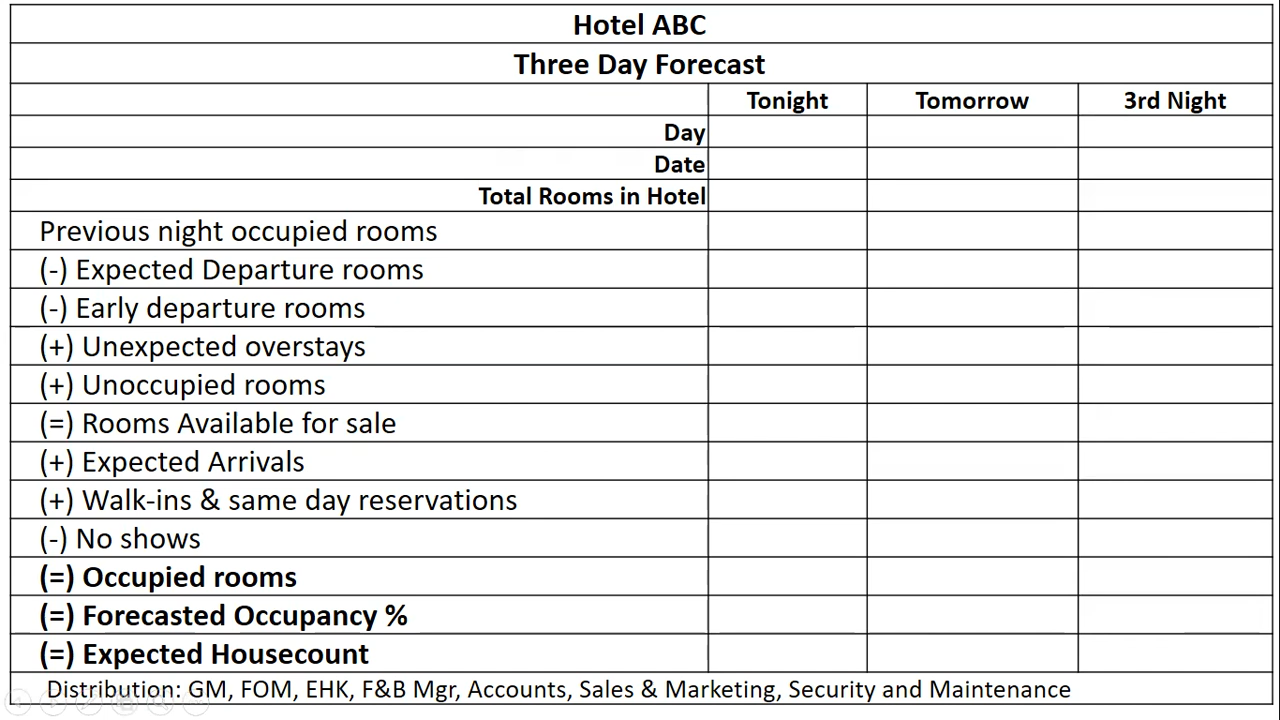 Hotel ABC
Three Day Forecast
Tonight Tomorrow 3rd Night
Day
Date
Total Rooms in Hotel
Previous night occupied rooms
(-) Expected Departure rooms
(-) Early departure rooms
(+) Unexpected overstays
(+) Unoccupied rooms
(=) Rooms Available for sale
(+) Expected Arrivals
(+) Walk-ins & same day reservations
(-) No shows
(=) Occupied rooms
(=) Forecasted Occupancy %
(=) Expected Housecount
Distribution: GM, FOM, EHK, F&B Mgr, Accounts, Sales & Marketing, Security and Maintenance